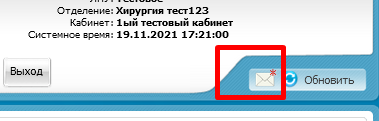 Отделение: Хирургия тест123
Кабинет: 1ый тестовый кабинет
Системное время: 19.11.2021 17:21:00
Выход
Обновить